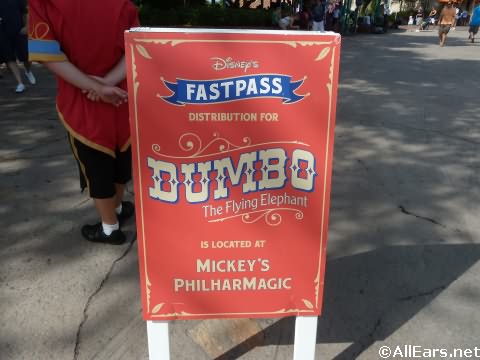 Disney's
FASTPASS
DISTRIBUTION FOR
DUMBO
The Flying Elephant
IS LOCATED AT
MICKEY'S
PHILHARMAGIC
©AllEars.net